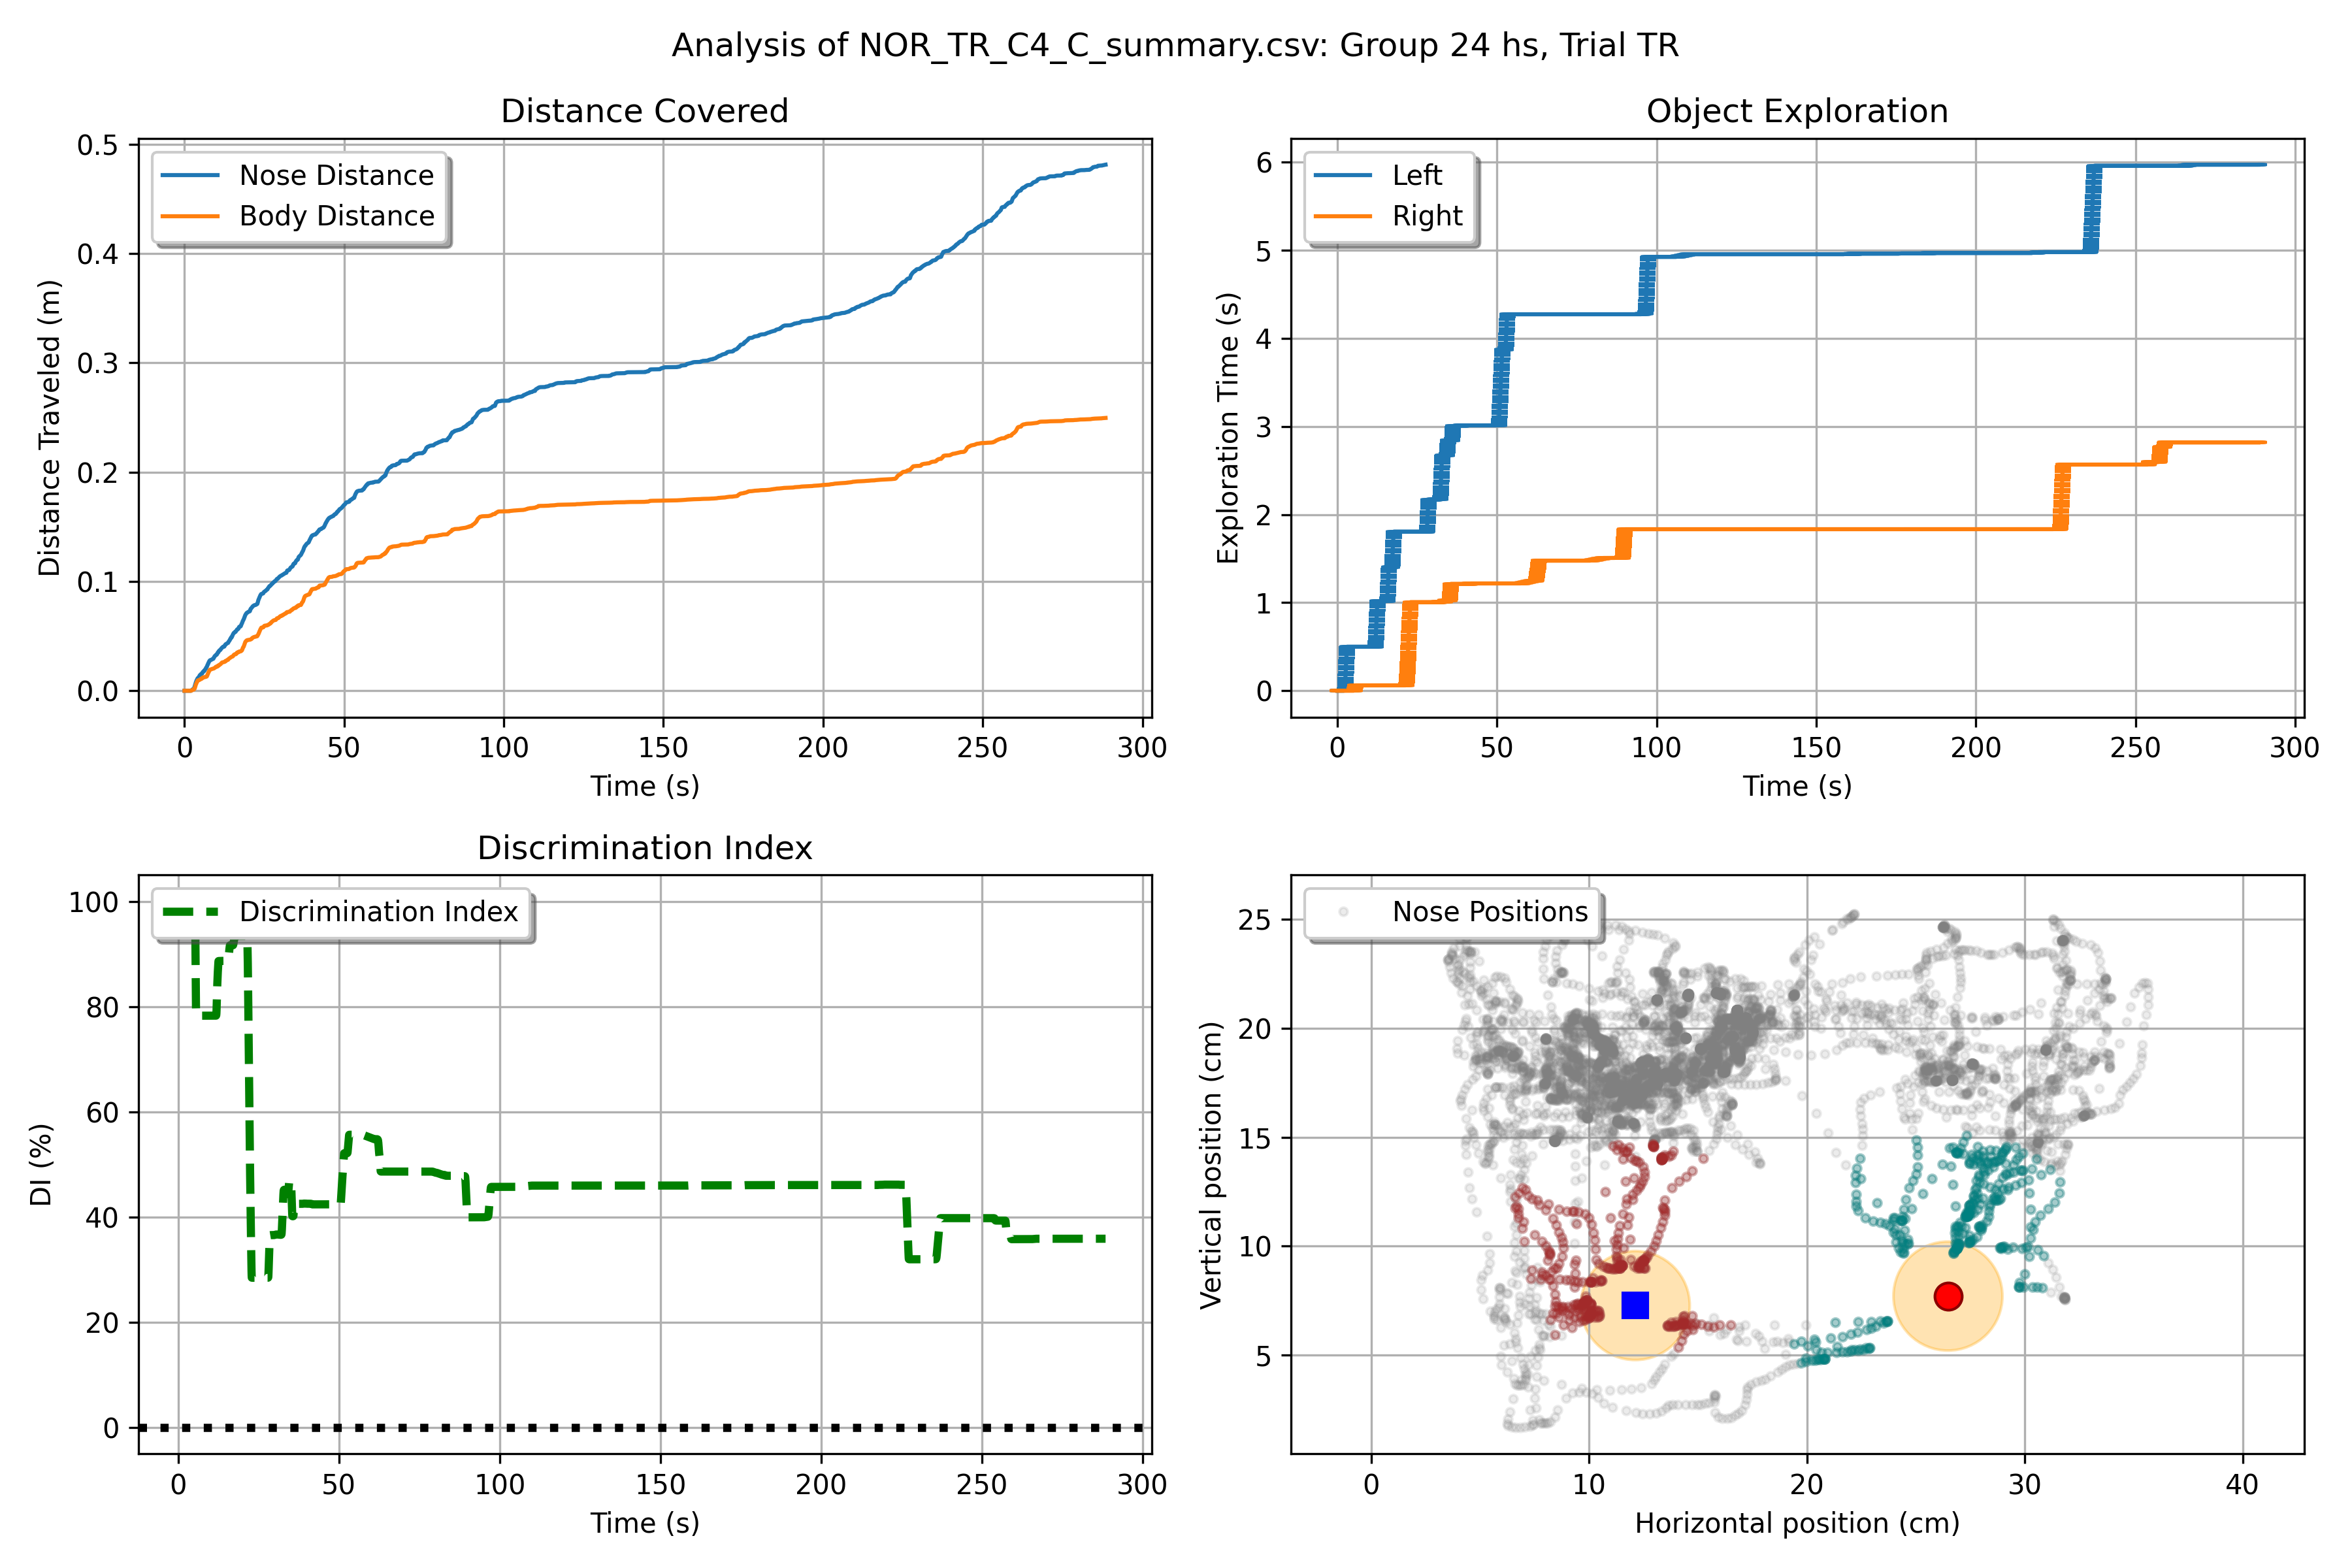 Analysis of NOR_TR_C4_C_summary.csv: Group 24 hs, Trial TR
Distance Covered
Nose Distance
Body Distance
Distance Traveled (m)
0.5
0.4
0.3
0.2
0.1
0.0
0 50 100 150 200 250 300
Time (s)
Object Exploration
Left
Right
Exploration Time (s)
6
5
4
3
2
1
0
0 50 100 150 200 250 300
Time (s)
Discrimination Index
Discrimination Index
DI (%)
100
80
60
40
20
0
0 50 100 150 200 250 300
Time (s)
Nose Positions
Vertical position (cm)
25
20
15
10
5
0 10 20 30 40
Horizontal position (cm)